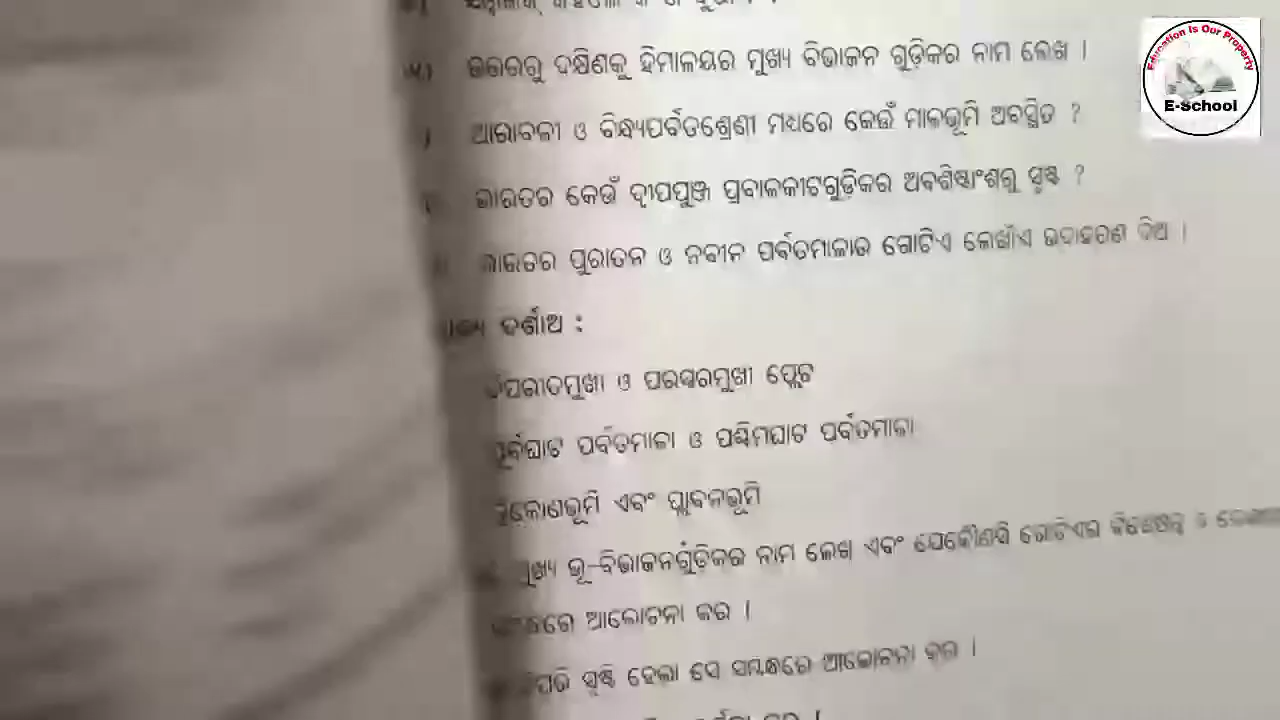 ଉତ୍ତରରୁ ଦକ୍ଷିଣକୁ ହିମାଳୟର ମୁଖ୍ୟ ବିଭାଜନ ଗୁଡ଼ିକର ନାମ ଲେଖ ।
ଆରାବଳୀ ଓ ବିନ୍ଧ୍ୟପର୍ବତଶ୍ରେଣୀ ମଧ୍ୟରେ କେଉଁ ମାଳଭୂମି ଅବସ୍ଥିତ ?
ଭାରତର କେଉଁ ଦ୍ୱୀପପୁଞ୍ଜ ପ୍ରବାଳକୀଟଗୁଡ଼ିକର ଅବଶିଷ୍ଟାଂଶରୁ ସୃଷ୍ଟ ?
ଭାରତର ପୁରାତନ ଓ ନବୀନ ପର୍ବତମାଳାର ଗୋଟିଏ ଲେଖାଁଏ ଉଦାହରଣ ଦିଅ ।
ଦର୍ଶାଅ :
ବିପରୀତମୁଖୀ ଓ ପରସ୍ପରମୁଖୀ ପ୍ଲେଟ
ପୂର୍ବଘାଟ ପର୍ବତମାଳା ଓ ପଶ୍ଚିମଘାଟ ପର୍ବତମାଳା
ତ୍ରିକୋଣଭୂମି ଏବଂ ପ୍ଲାବନଭୂମି
ମୁଖ୍ୟ ଭୂ-ବିଭାଜନଗୁଡ଼ିକର ନାମ ଲେଖ ଏବଂ ଯେକୌଣସି ଗୋଟିଏର
ଆଲୋଚନା କର ।
ସୃଷ୍ଟି ହେଲା ସେ ସମ୍ବନ୍ଧରେ ଆଲୋଚନା କର ।
Education Is Our Property
E-school